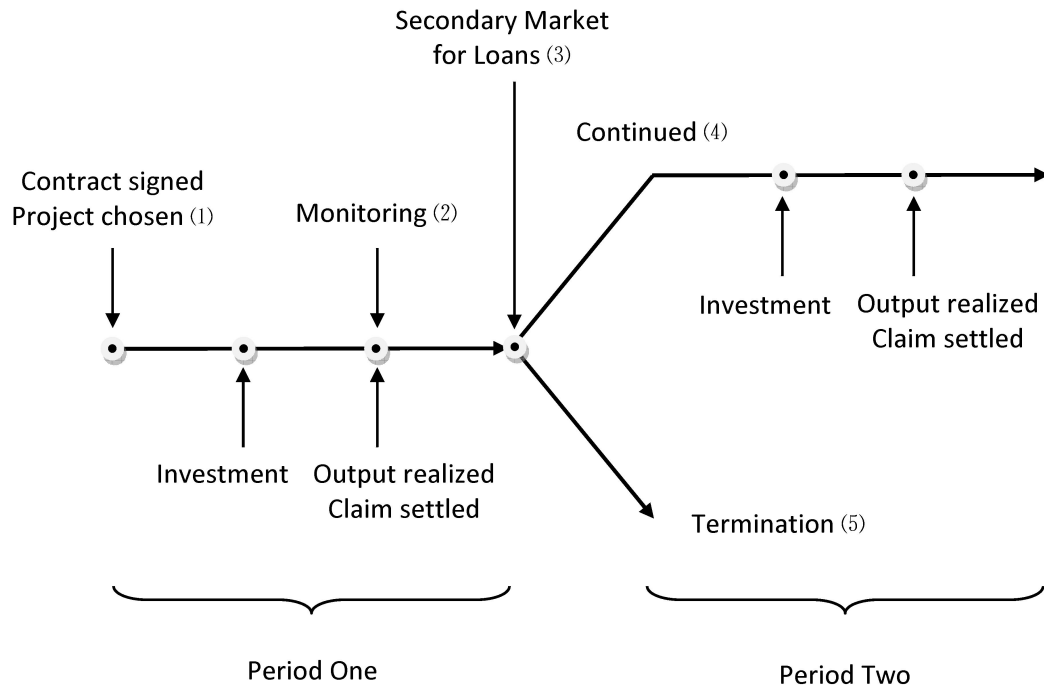 Secondary Market
for Loans (3)
Continued (4)
Contract signed
Project chosen (1)
Monitoring (2)
Investment
Output realized
Claim settled
Investment
Output realized
Claim settled
Termination (5)
Period One
Period Two